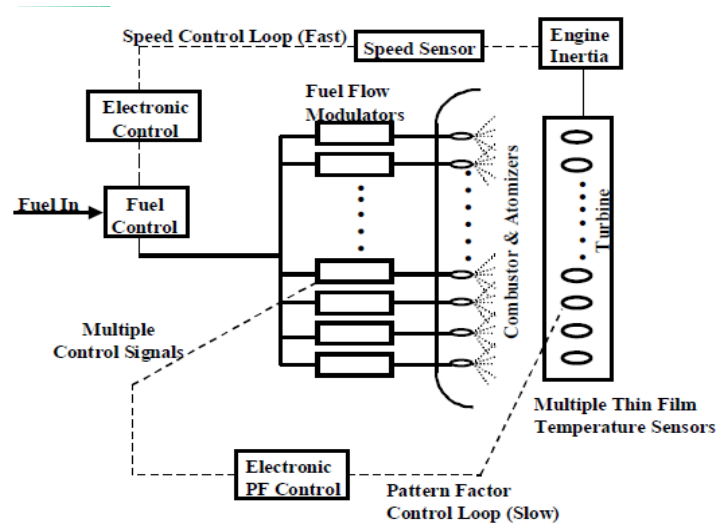 Speed Control Loop (Fast)
Speed Sensor
Engine
Inertia
Electronic
Control
Fuel Flow
Modulators
Fuel In
Fuel
Control
Combustor & Atomizers
Turbine
Multiple
Control Signals
Multiple Thin Film
Temperature Sensors
Electronic
PF Control
Pattern Factor
Control Loop (Slow)